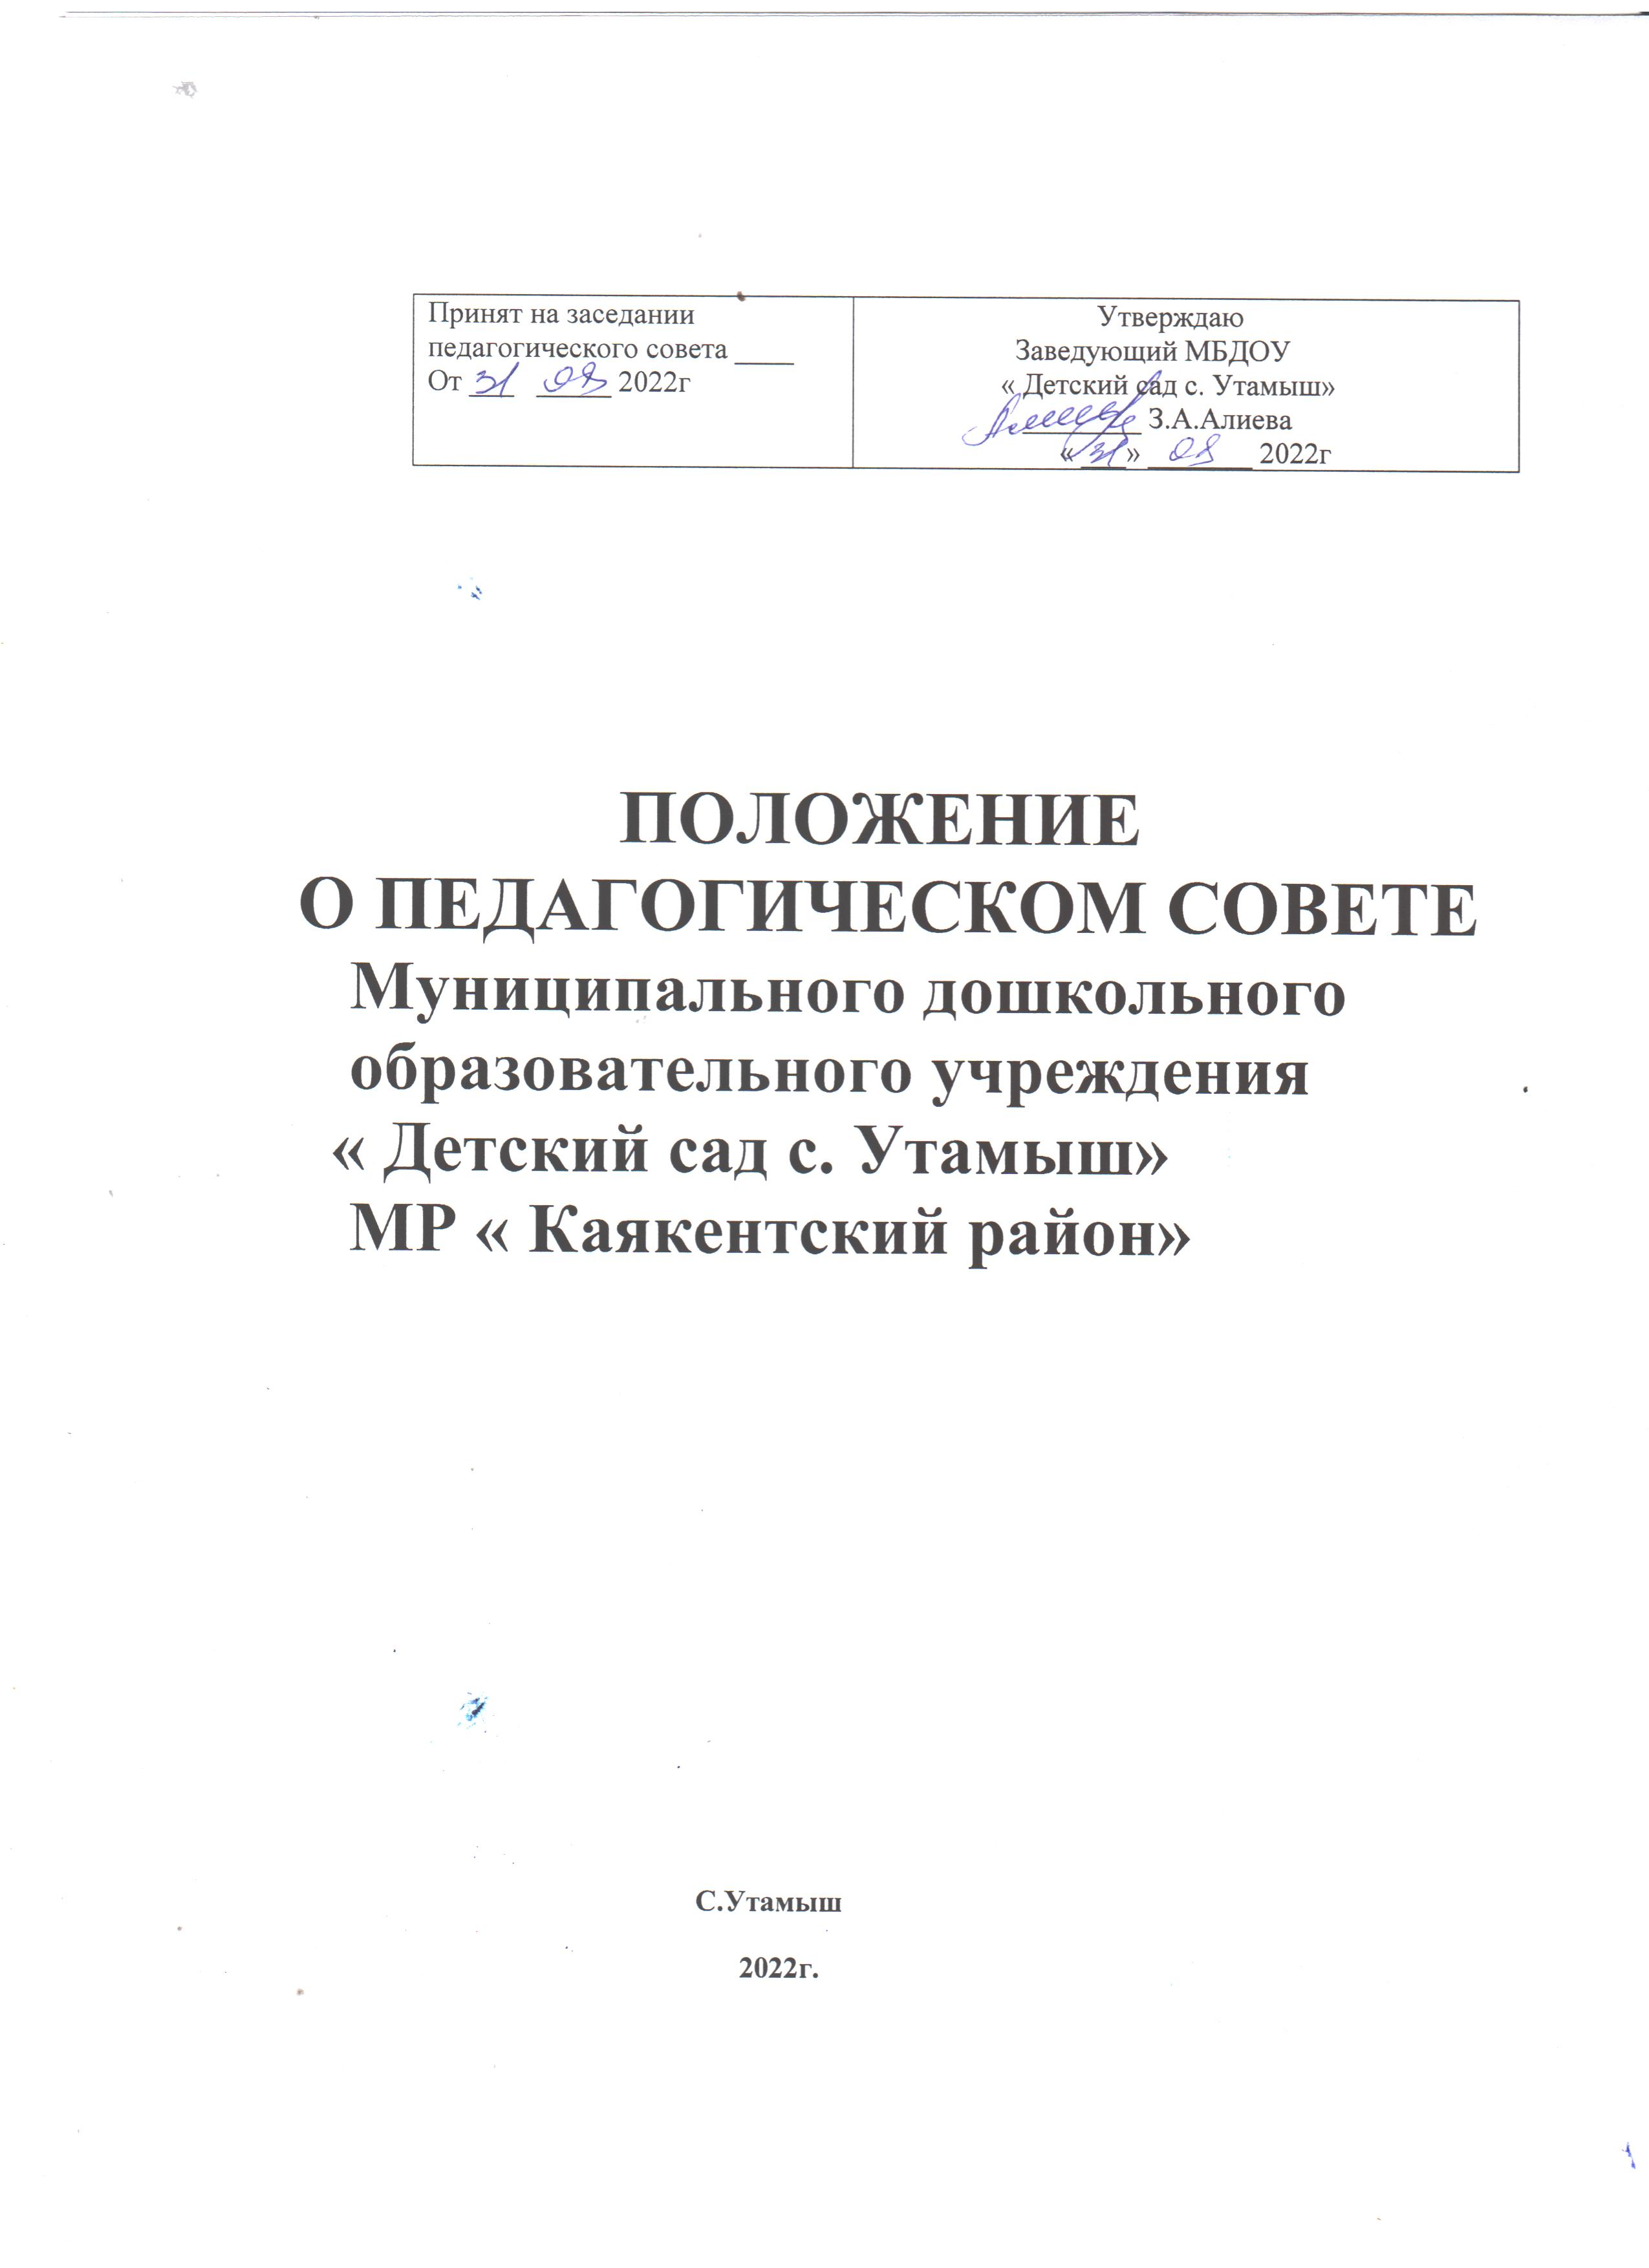 Принят на заседании
педагогического совета ____
От 31 08 2022г
Утверждаю
Заведующий МБДОУ
« Детский сад с. Утамыш»
________ З.А.Алиева
« 31 » 08 2022г
ПОЛОЖЕНИЕ
О ПЕДАГОГИЧЕСКОМ СОВЕТЕ
Муниципального дошкольного
образовательного учреждения
« Детский сад с. Утамыш»
МР « Каякентский район»
С.Утамыш
2022г.